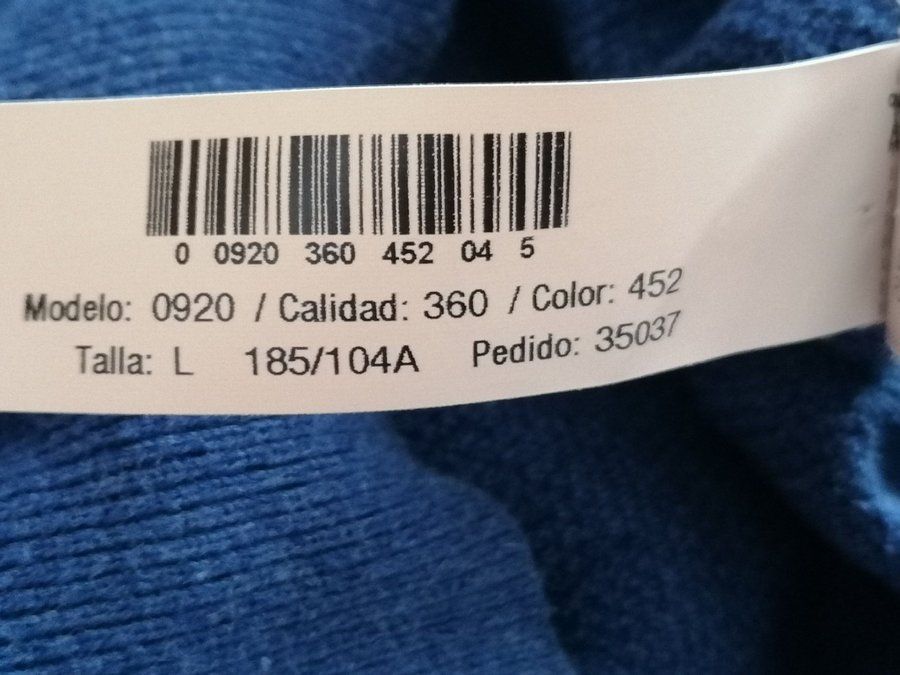 0 0920 360 452 04 5
Modelo: 0920 / Calidad: 360 / Color: 452
Talla: L 185/104A Pedido: 35037